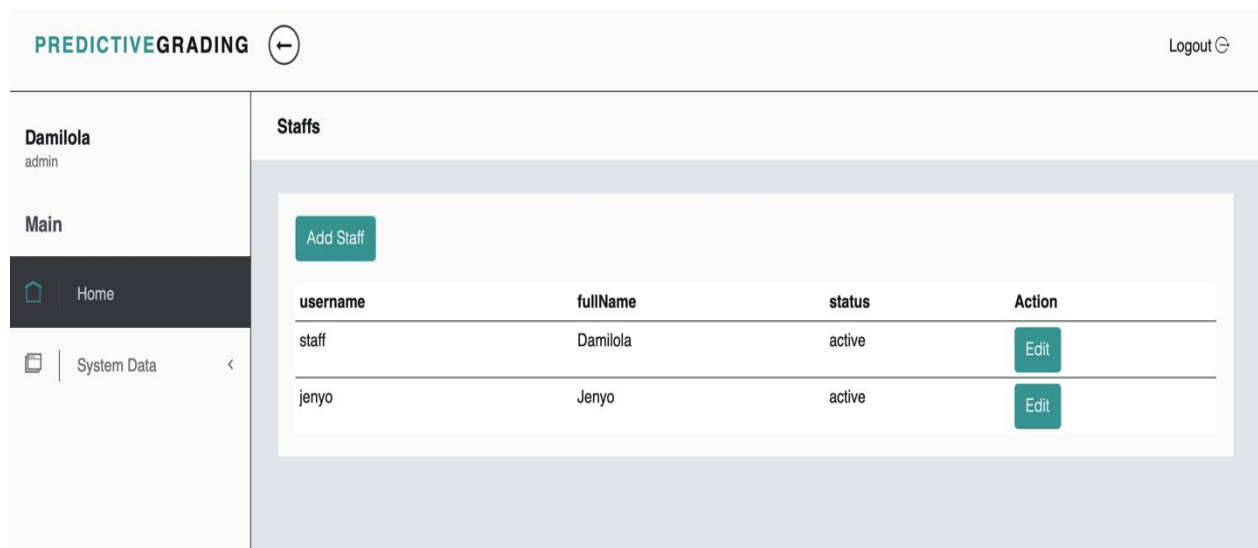 PREDICTIVEGRADING
Logout
Damilola
admin
Main
Home
System Data
Staffs
Add Staff
username fullName status Action
staff Damilola active Edit
jenyo Jenyo active Edit